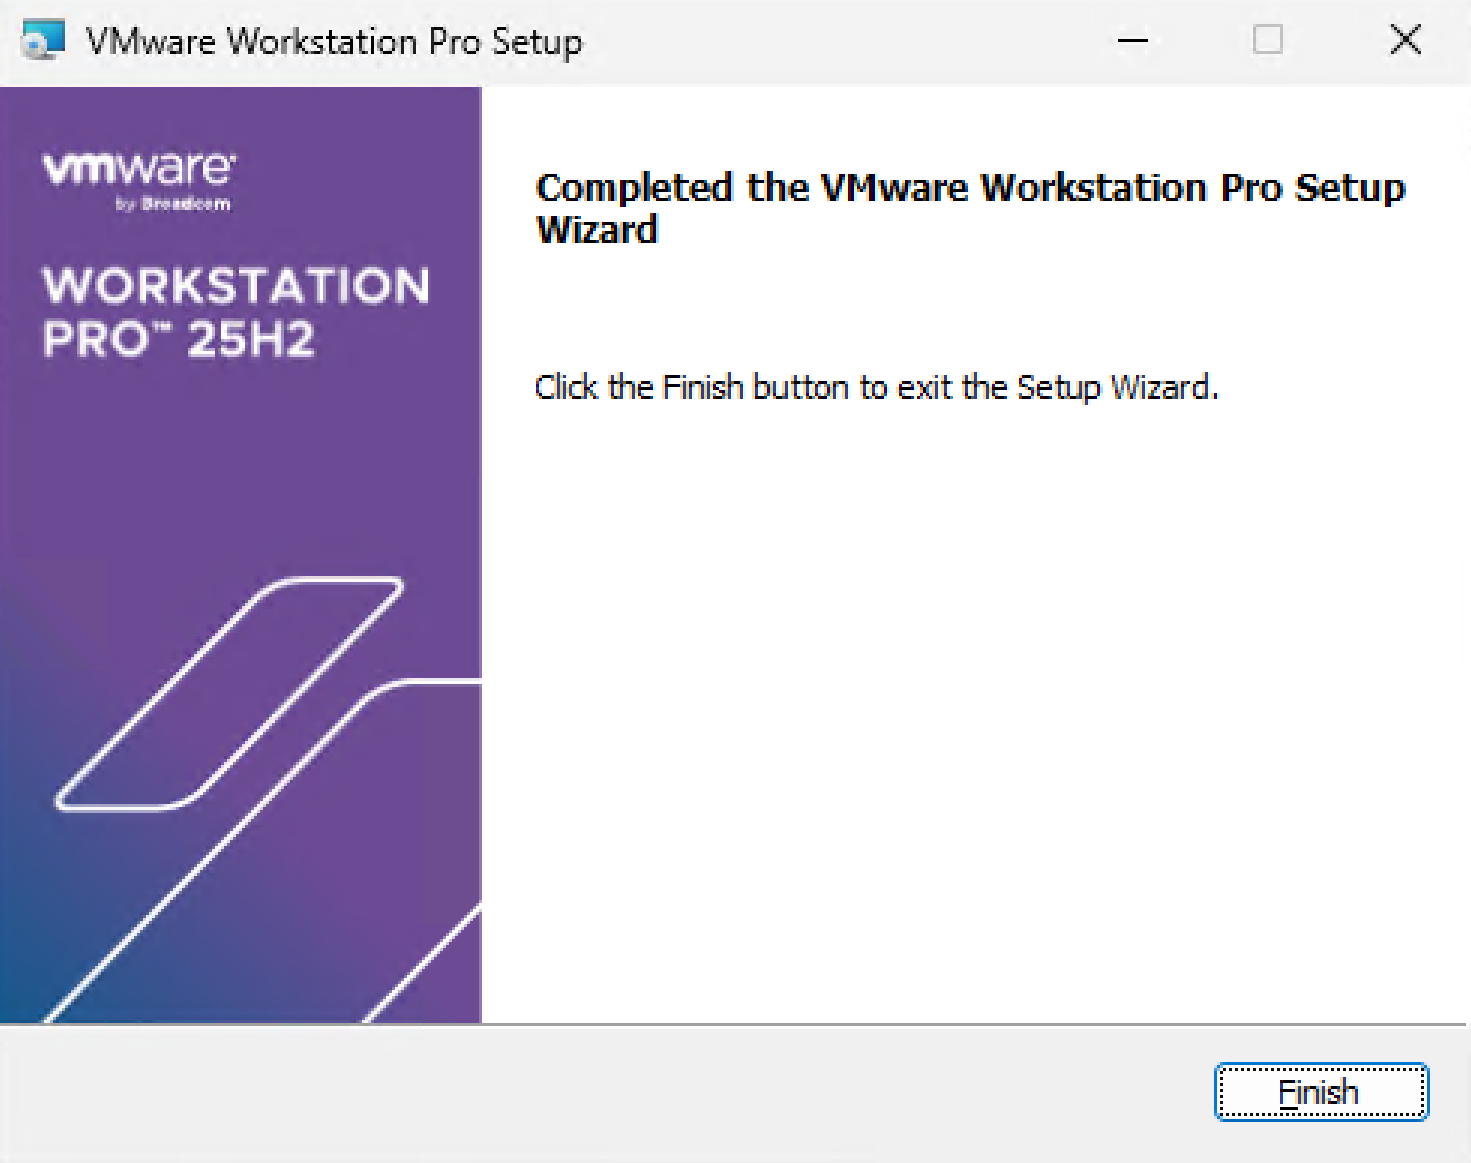 VMware Workstation Pro Setup
vmware
by Broadcom
WORKSTATION
PRO™ 25H2
Completed the VMware Workstation Pro Setup
Wizard
Click the Finish button to exit the Setup Wizard.
Finish